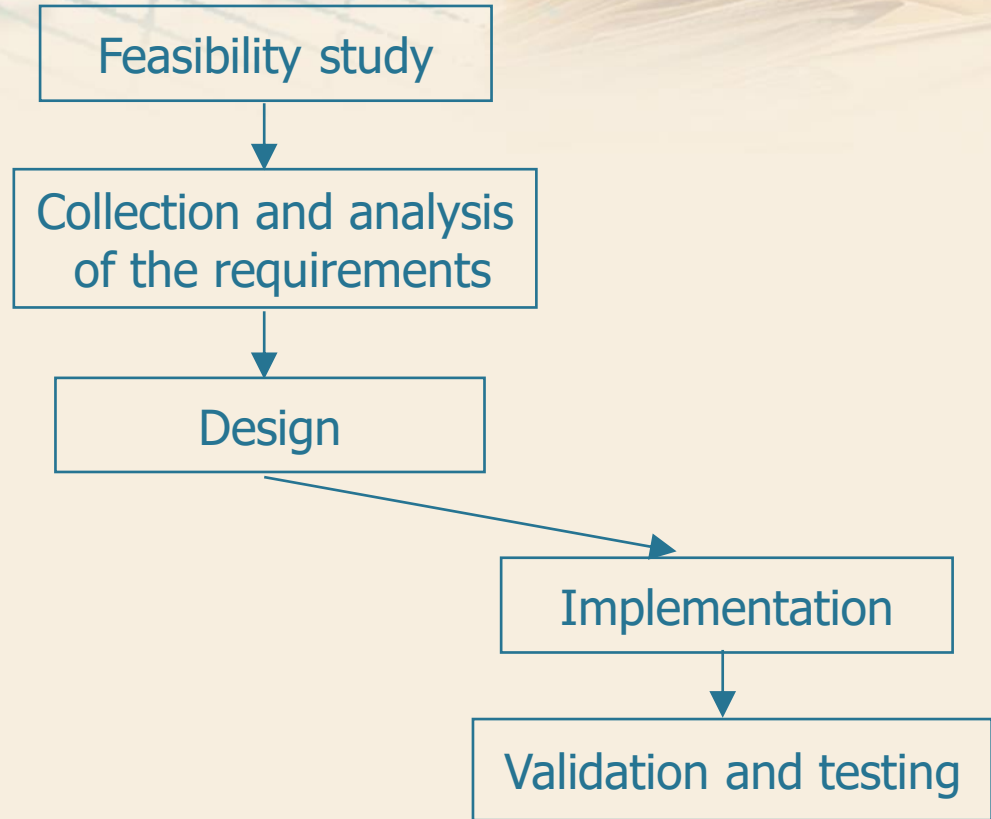 Feasibility study
Collection and analysis
of the requirements
Design
Implementation
Validation and testing